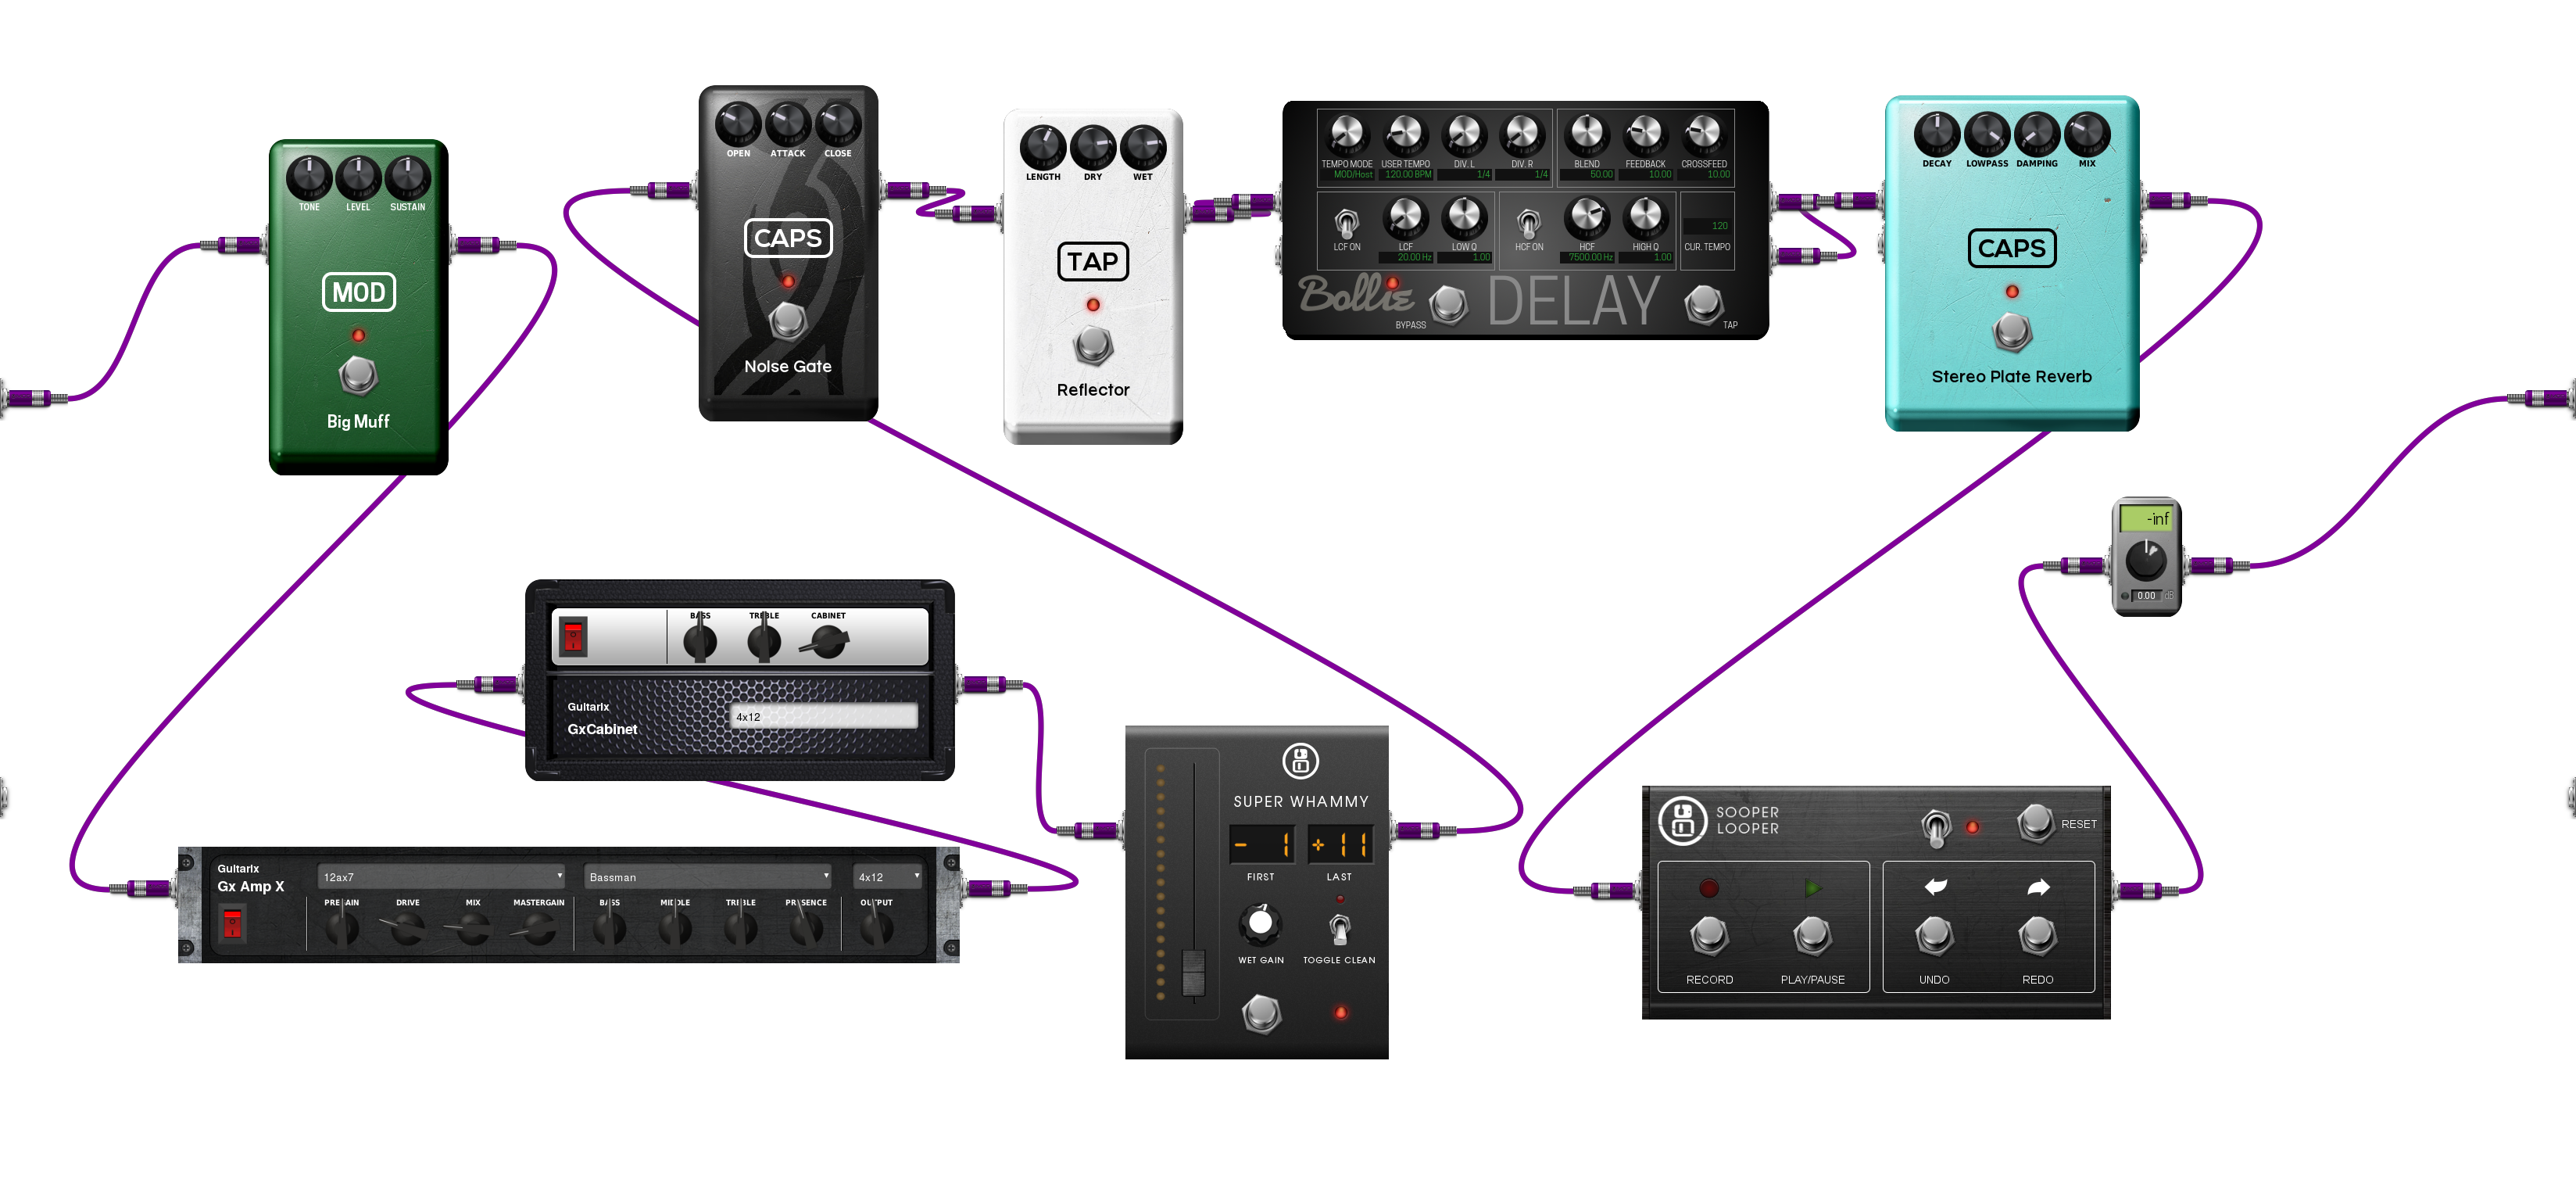 TONE LEVEL SUSTAIN
MOD
Big Muff
OPEN ATTACK CLOSE
CAPS
Noise Gate
LENGTH DRY WET
TAP
Reflector
TEMPO MODE USER TEMPO DIV. L DIV. R BLEND FEEDBACK CROSSFEED
MOD/Host 120.00 BPM 1/4 1/4 50.00 10.00 10.00
120
LCF ON LCF LOW Q HCF ON HCF HIGH Q CUR. TEMPO
20.00 Hz 1.00 7500.00 Hz 1.00
Bollie DELAY
BYPASS TAP
DECAY LOWPASS DAMPING MIX
CAPS
Stereo Plate Reverb
-inf
0.00 dB
BASS TREBLE CABINET
Guitarix
GxCabinet
4x12
Guitarix
Gx Amp X
12ax7 Bassman 4x12
PREGAIN DRIVE MIX MASTERGAIN BASS MIDDLE TREBLE PRESENCE OUTPUT
SUPER WHAMMY
- 1 +11
FIRST LAST
WET GAIN TOGGLE CLEAN
SOOPER
LOOPER
RESET
RECORD PLAY/PAUSE UNDO REDO